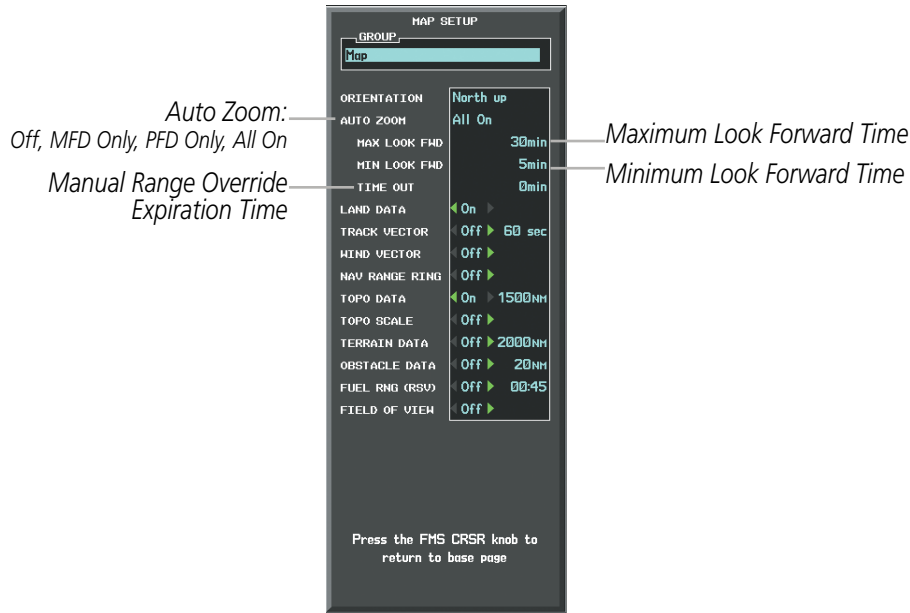 MAP SETUP
GROUP
Map
ORIENTATION North up
AUTO ZOOM All On
MAX LOOK FWD 30min
MIN LOOK FWD 5min
TIME OUT 0min
LAND DATA On
TRACK VECTOR Off 60 sec
WIND VECTOR Off
NAV RANGE RING Off
TOPO DATA On 1500NM
TOPO SCALE Off
TERRAIN DATA Off 2000NM
OBSTACLE DATA Off 20NM
FUEL RNG (RSV) Off 00:45
FIELD OF VIEW Off
Press the FMS CRSR knob to
return to base page
Auto Zoom:
Off, MFD Only, PFD Only, All On
Manual Range Override
Expiration Time
Maximum Look Forward Time
Minimum Look Forward Time